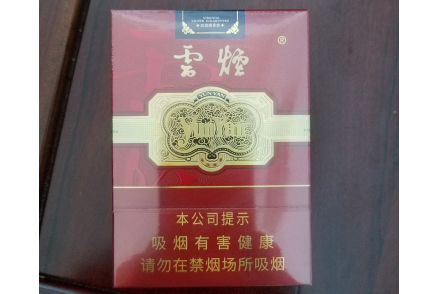 雲煙
®
Yunyan
本公司提示
吸烟有害健康
请勿在禁烟场所吸烟